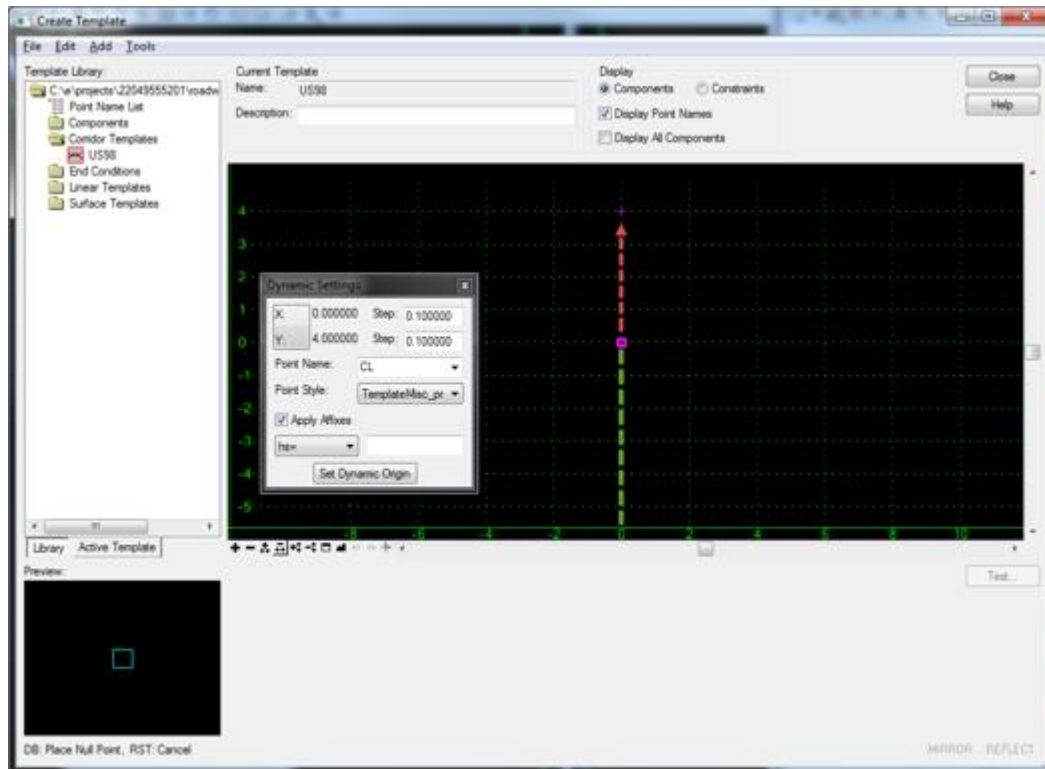 Create Template
File Edit Add Tools
Template Library:
C:\e\projects\22049555201\roadw
Point Name List
Components
Corridor Templates
US98
End Conditions
Linear Templates
Surface Templates
Library Active Template
Preview:
Current Template
Name: US98
Description:
Display
Components Constraints
Display Point Names
Display All Components
Close
Help
4
3
2
1
0
-1
-2
-3
-4
-5
-8 -6 -4 -2 0 2 4 6 8 10
Dynamic Settings
X: 0.000000 Step: 0.100000
Y: 4.000000 Step: 0.100000
Point Name: CL
Point Style: TemplateMisc_pr
Apply Affixes
hs=
Set Dynamic Origin
Test...
DB: Place Null Point, RST: Cancel
MIRROR REFLECT